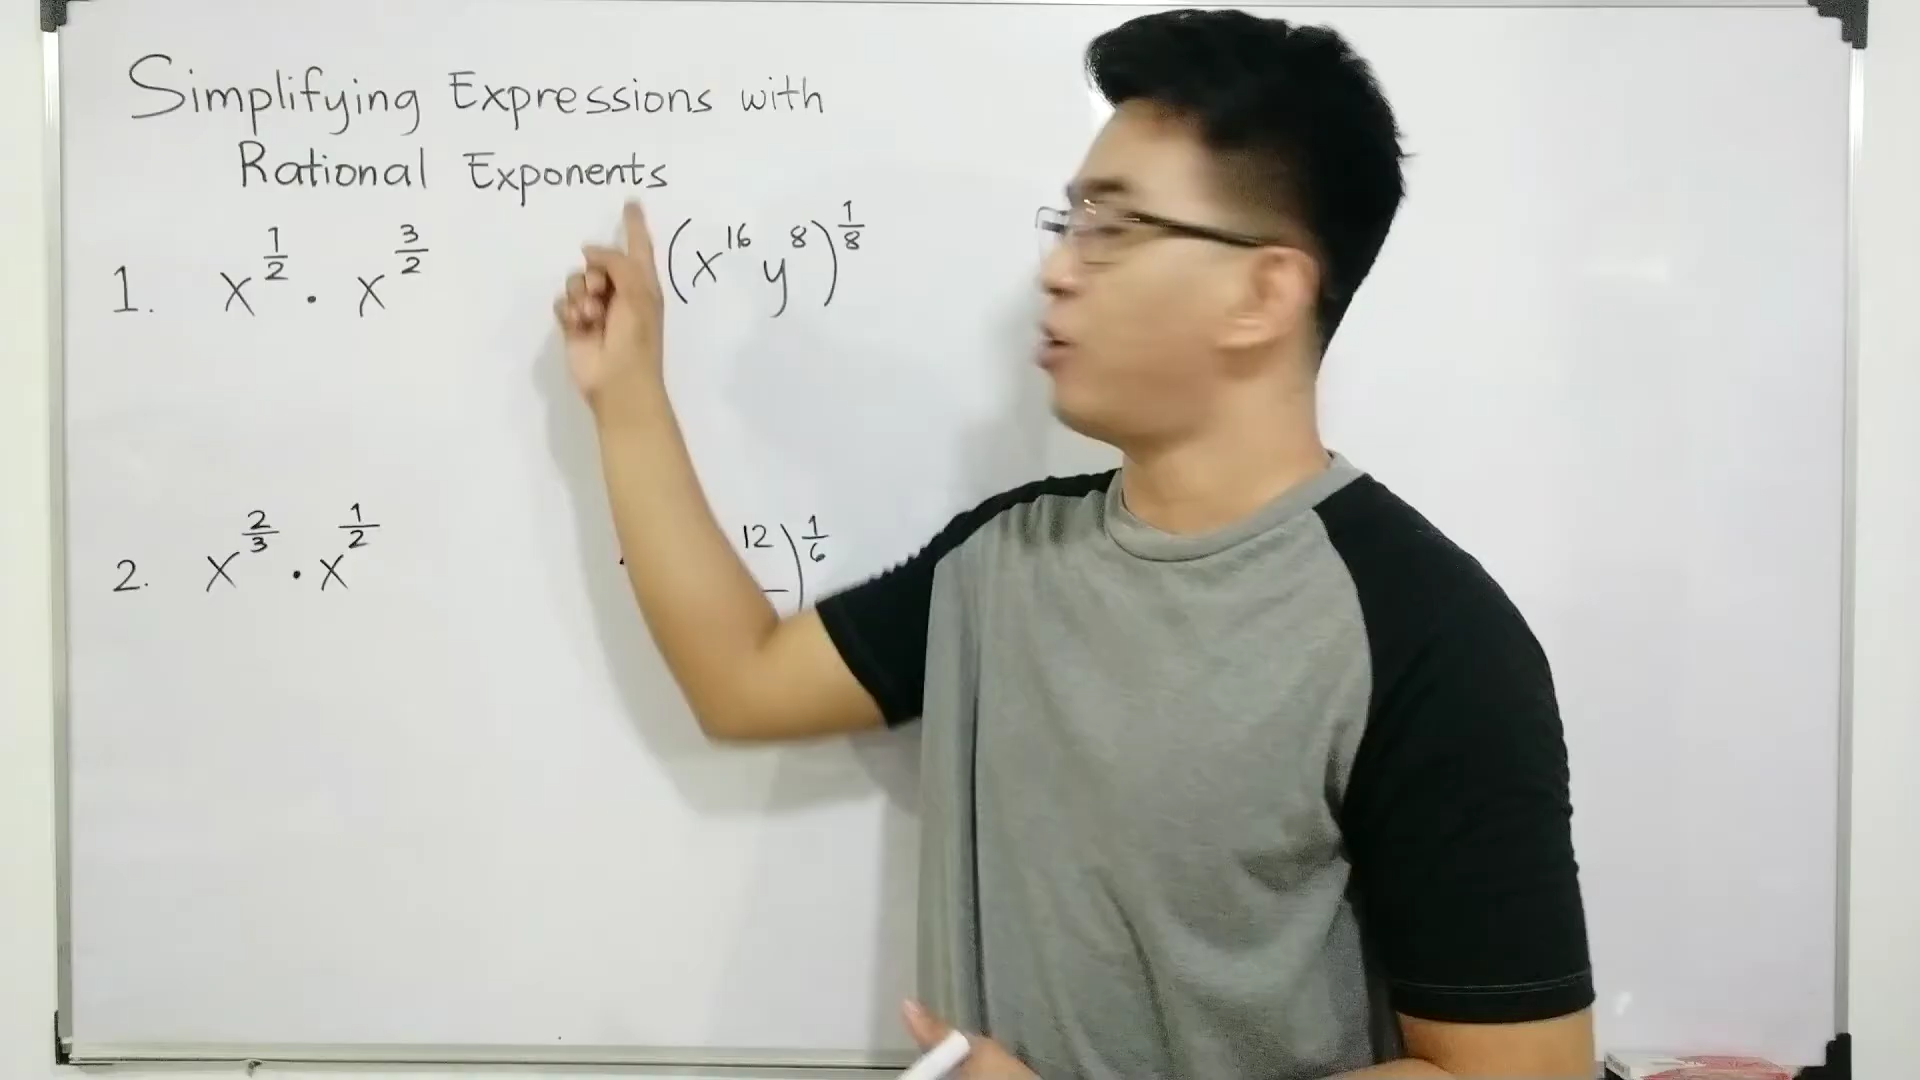 Simplifying Expressions with
Rational Exponents
1. x^(1/2) · x^(3/2)
(x^16 y^8)^(1/8)
2. x^(2/3) · x^(1/2)
12)^(1/6)